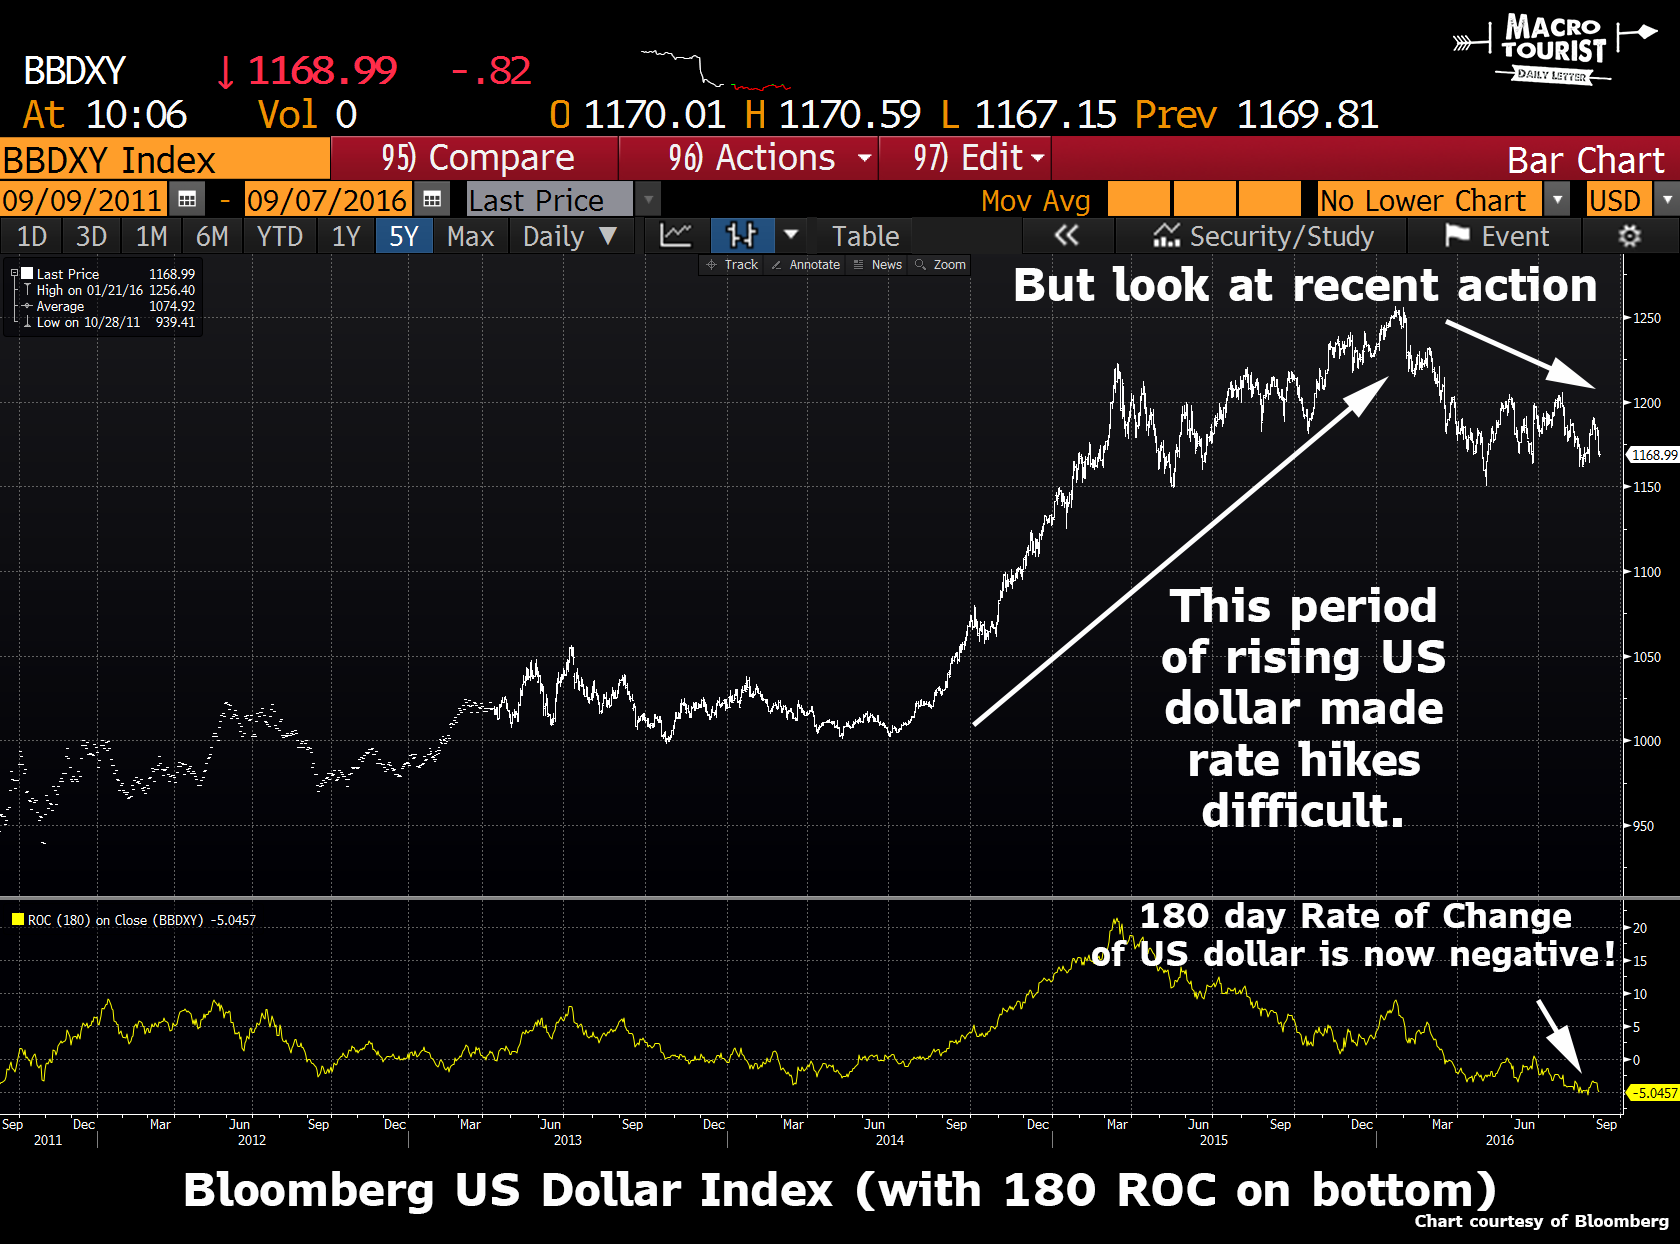 MACRO
TOURIST
DAILY LETTER
BBDXY ↓1168.99 -.82
At 10:06 Vol 0 O 1170.01 H 1170.59 L 1167.15 Prev 1169.81
BBDXY Index 95) Compare 96) Actions 97) Edit Bar Chart
09/09/2011 - 09/07/2016 Last Price Mov Avg No Lower Chart USD
1D 3D 1M 6M YTD 1Y 5Y Max Daily ▼ Table « Security/Study Event
Track Annotate News Zoom
Last Price 1168.99
High on 01/21/16 1256.40
Average 1074.92
Low on 10/28/11 939.41
But look at recent action
1250
1200
1168.99
1150
1100
1050
1000
950
This period
of rising US
dollar made
rate hikes
difficult.
ROC (180) on Close (BBDXY) -5.0457
180 day Rate of Change
of US dollar is now negative!
20
15
10
5
0
-5.0457
Sep Dec Mar Jun Sep Dec Mar Jun Sep Dec Mar Jun Sep Dec Mar Jun Sep Dec Mar Jun Sep
2011 2012 2013 2014 2015 2016
Bloomberg US Dollar Index (with 180 ROC on bottom)
Chart courtesy of Bloomberg